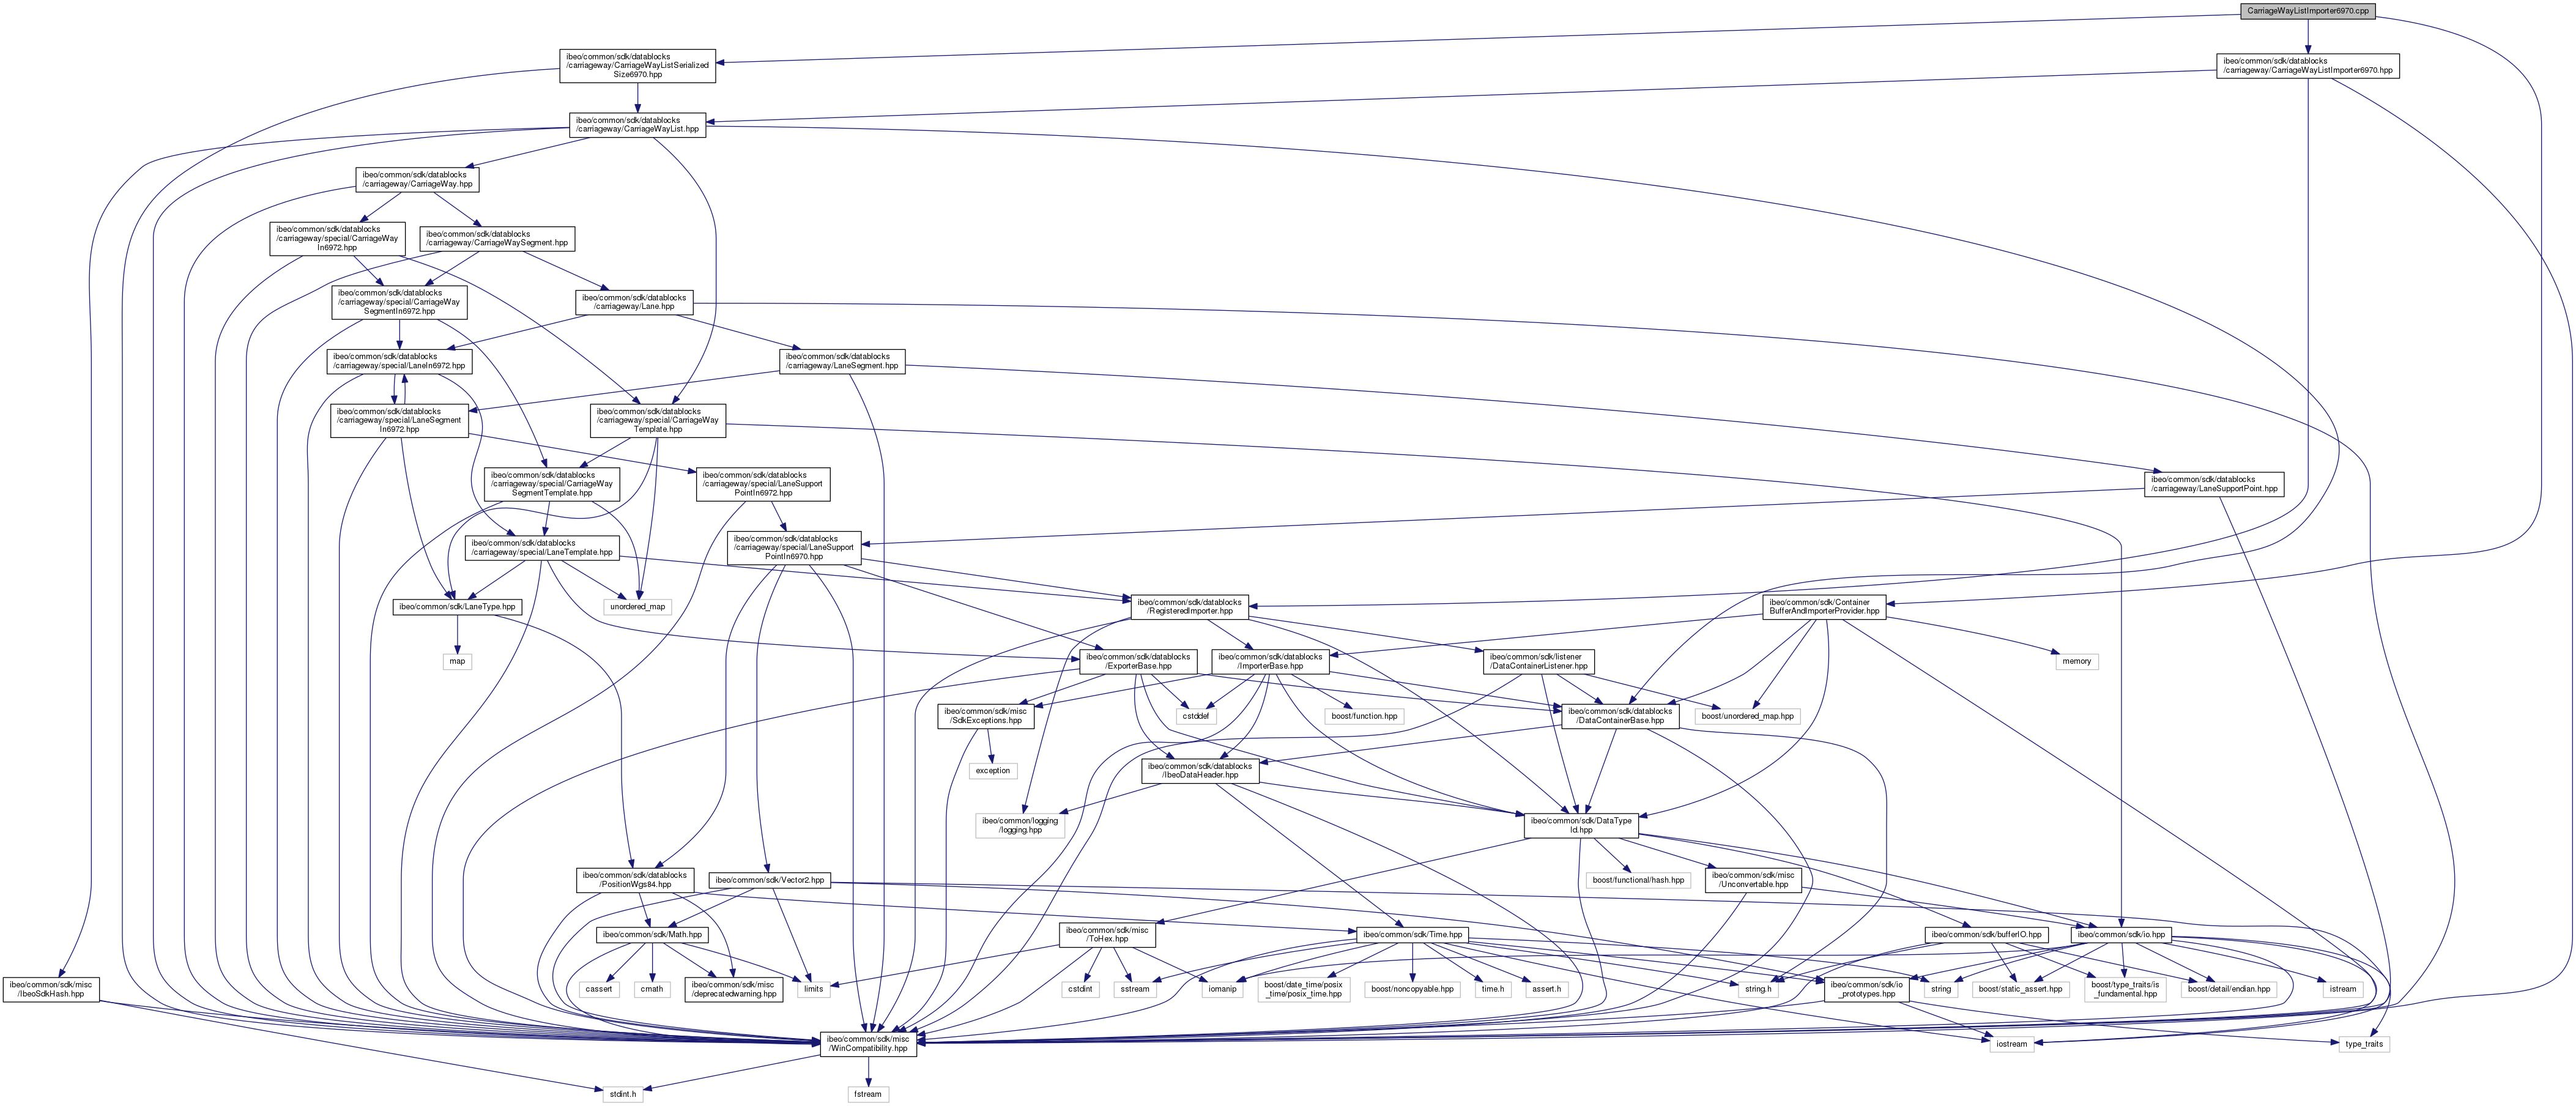 CarriageWayListImporter6970.cpp
ibeo/common/sdk/datablocks
/carriageway/CarriageWayListSerialized
Size6970.hpp
ibeo/common/sdk/datablocks
/carriageway/CarriageWayListImporter6970.hpp
ibeo/common/sdk/datablocks
/carriageway/CarriageWayList.hpp
ibeo/common/sdk/datablocks
/carriageway/CarriageWay.hpp
ibeo/common/sdk/datablocks
/carriageway/special/CarriageWay
In6972.hpp
ibeo/common/sdk/datablocks
/carriageway/CarriageWaySegment.hpp
ibeo/common/sdk/datablocks
/carriageway/special/CarriageWay
SegmentIn6972.hpp
ibeo/common/sdk/datablocks
/carriageway/Lane.hpp
ibeo/common/sdk/datablocks
/carriageway/special/LaneIn6972.hpp
ibeo/common/sdk/datablocks
/carriageway/LaneSegment.hpp
ibeo/common/sdk/datablocks
/carriageway/special/LaneSegment
In6972.hpp
ibeo/common/sdk/datablocks
/carriageway/special/CarriageWay
Template.hpp
ibeo/common/sdk/datablocks
/carriageway/special/CarriageWay
SegmentTemplate.hpp
ibeo/common/sdk/datablocks
/carriageway/special/LaneSupport
PointIn6972.hpp
ibeo/common/sdk/datablocks
/carriageway/LaneSupportPoint.hpp
ibeo/common/sdk/datablocks
/carriageway/special/LaneTemplate.hpp
ibeo/common/sdk/datablocks
/carriageway/special/LaneSupport
PointIn6970.hpp
ibeo/common/sdk/LaneType.hpp
unordered_map
ibeo/common/sdk/datablocks
/RegisteredImporter.hpp
ibeo/common/sdk/Container
BufferAndImporterProvider.hpp
map
ibeo/common/sdk/datablocks
/ExporterBase.hpp
ibeo/common/sdk/datablocks
/ImporterBase.hpp
ibeo/common/sdk/listener
/DataContainerListener.hpp
memory
ibeo/common/sdk/misc
/SdkExceptions.hpp
cstddef
boost/function.hpp
ibeo/common/sdk/datablocks
/DataContainerBase.hpp
boost/unordered_map.hpp
exception
ibeo/common/sdk/datablocks
/IbeoDataHeader.hpp
ibeo/common/logging
/logging.hpp
ibeo/common/sdk/DataType
Id.hpp
ibeo/common/sdk/datablocks
/PositionWgs84.hpp
ibeo/common/sdk/Vector2.hpp
boost/functional/hash.hpp
ibeo/common/sdk/misc
/Unconvertable.hpp
ibeo/common/sdk/Math.hpp
ibeo/common/sdk/misc
/ToHex.hpp
ibeo/common/sdk/Time.hpp
ibeo/common/sdk/bufferIO.hpp
ibeo/common/sdk/io.hpp
ibeo/common/sdk/misc
/IbeoSdkHash.hpp
cassert
cmath
ibeo/common/sdk/misc
/deprecatedwarning.hpp
limits
cstdint
sstream
iomanip
boost/date_time/posix
_time/posix_time.hpp
boost/noncopyable.hpp
time.h
assert.h
string.h
ibeo/common/sdk/io
_prototypes.hpp
string
boost/static_assert.hpp
boost/type_traits/is
_fundamental.hpp
boost/detail/endian.hpp
istream
ibeo/common/sdk/misc
/WinCompatibility.hpp
iostream
type_traits
stdint.h
fstream